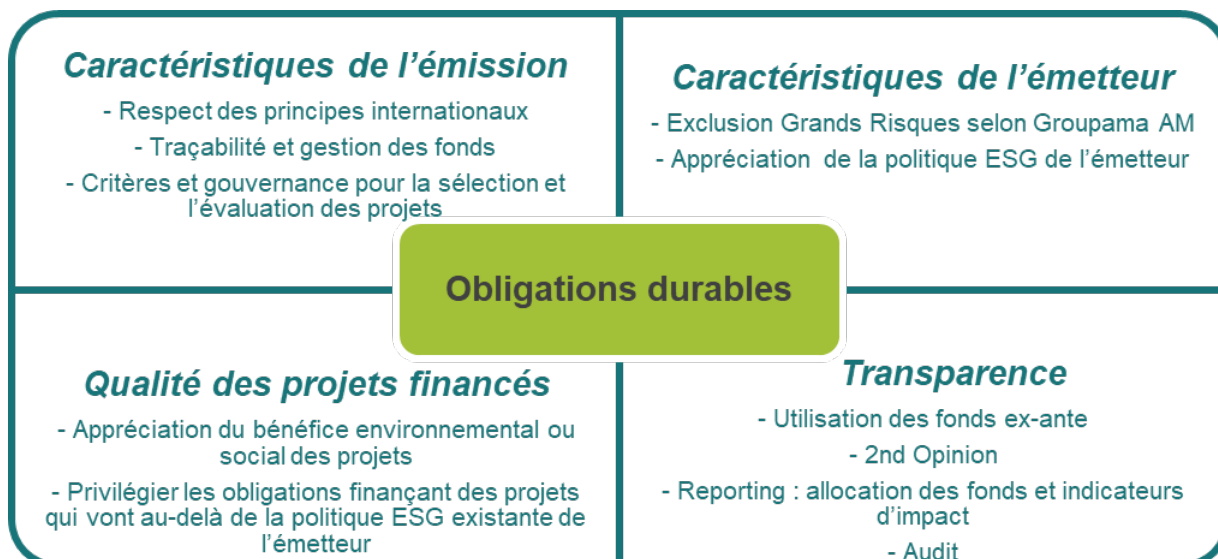 Caractéristiques de l’émission
- Respect des principes internationaux
- Traçabilité et gestion des fonds
- Critères et gouvernance pour la sélection et
l’évaluation des projets
Caractéristiques de l’émetteur
- Exclusion Grands Risques selon Groupama AM
- Appréciation de la politique ESG de l’émetteur
Obligations durables
Qualité des projets financés
- Appréciation du bénéfice environnemental ou
social des projets
- Privilégier les obligations finançant des projets
qui vont au-delà de la politique ESG existante de
l’émetteur
Transparence
- Utilisation des fonds ex-ante
- 2nd Opinion
- Reporting : allocation des fonds et indicateurs
d’impact
- Audit